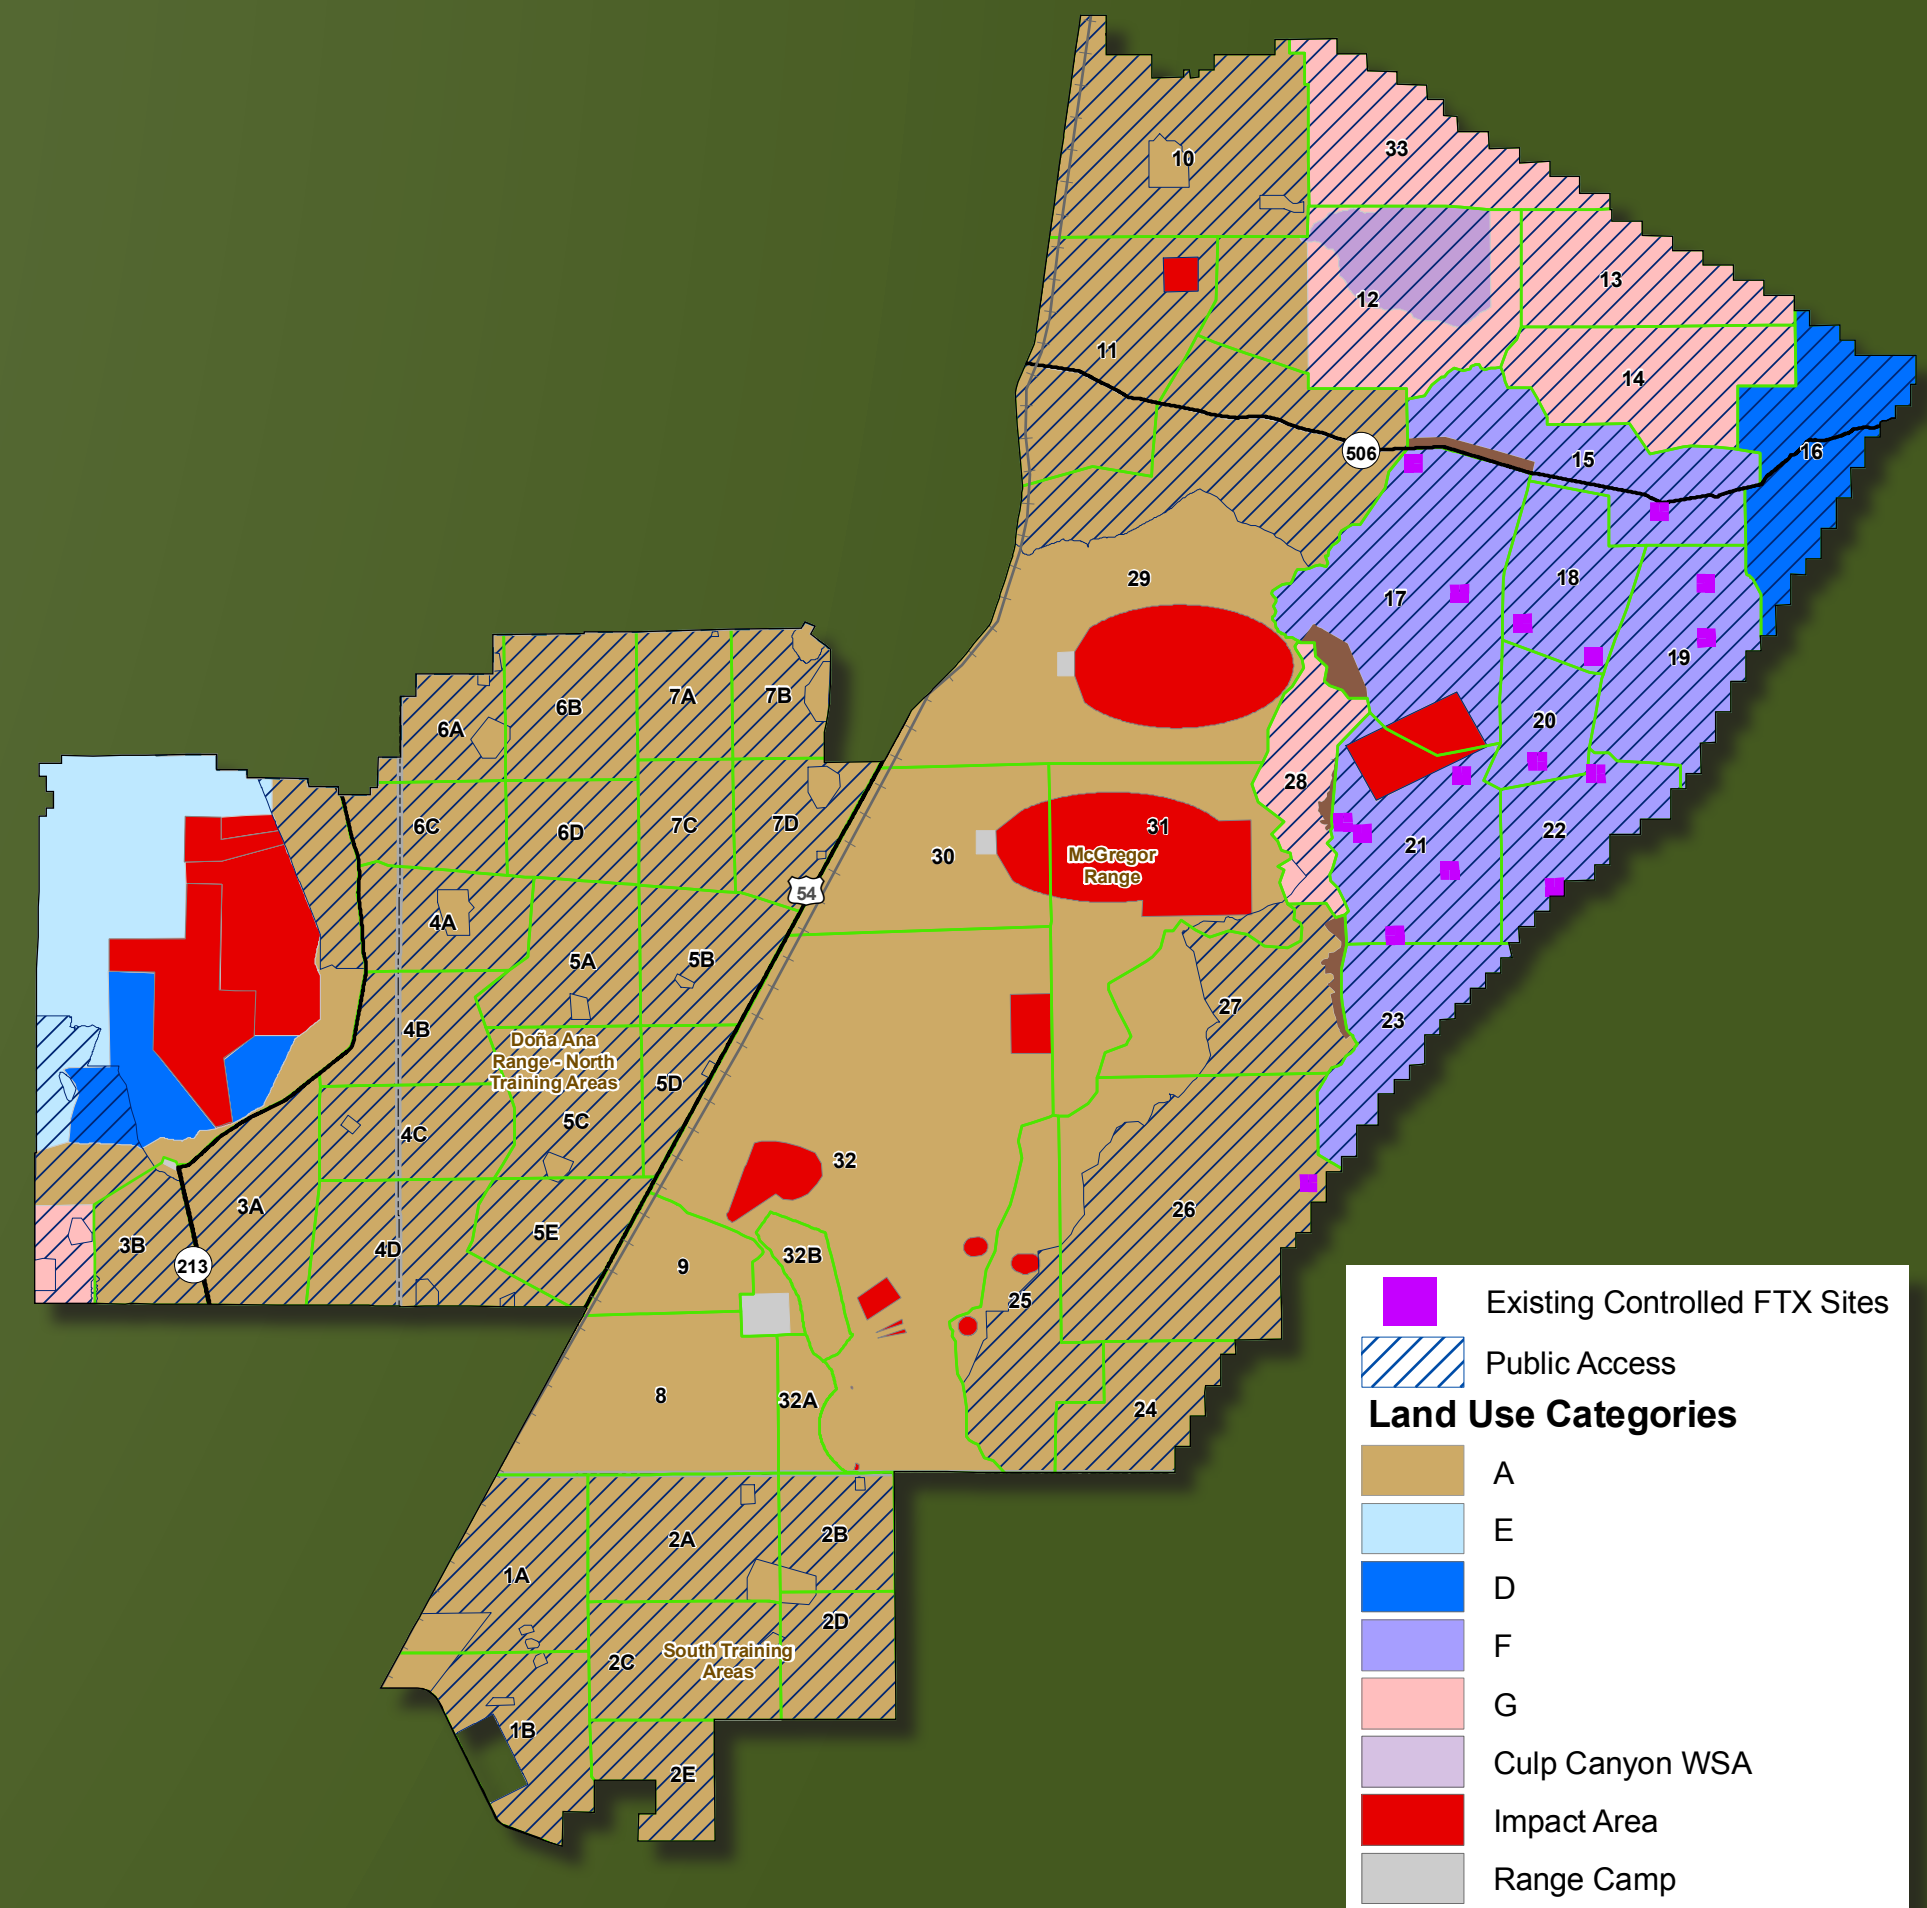 10
33
13
12
11
14
506
15
16
29
17
18
19
20
28
21
22
6A
6B
7A
7B
6C
6D
7C
7D
54
30
31
McGregor
Range
4A
5A
5B
27
23
4B
Doña Ana
Range - North
Training Areas
5D
4C
5C
32
3A
3B
213
4D
5E
9
32B
26
25
8
32A
24
1A
2A
2B
2D
2C
South Training
Areas
1B
2E
Existing Controlled FTX Sites
Public Access
Land Use Categories
A
E
D
F
G
Culp Canyon WSA
Impact Area
Range Camp